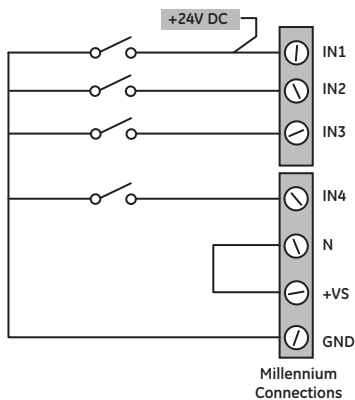 +24V DC
IN1
IN2
IN3
IN4
N
+VS
GND
Millennium
Connections